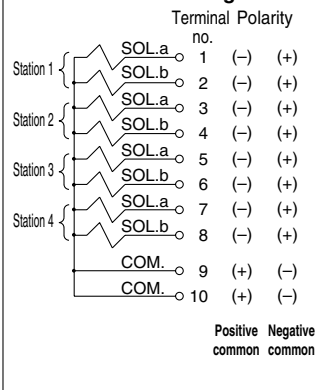 Terminal Polarity
no.
SOL.a 1 (–) (+)
Station 1
SOL.b 2 (–) (+)
SOL.a 3 (–) (+)
Station 2
SOL.b 4 (–) (+)
SOL.a 5 (–) (+)
Station 3
SOL.b 6 (–) (+)
SOL.a 7 (–) (+)
Station 4
SOL.b 8 (–) (+)
COM. 9 (+) (–)
COM. 10 (+) (–)
Positive Negative
common common